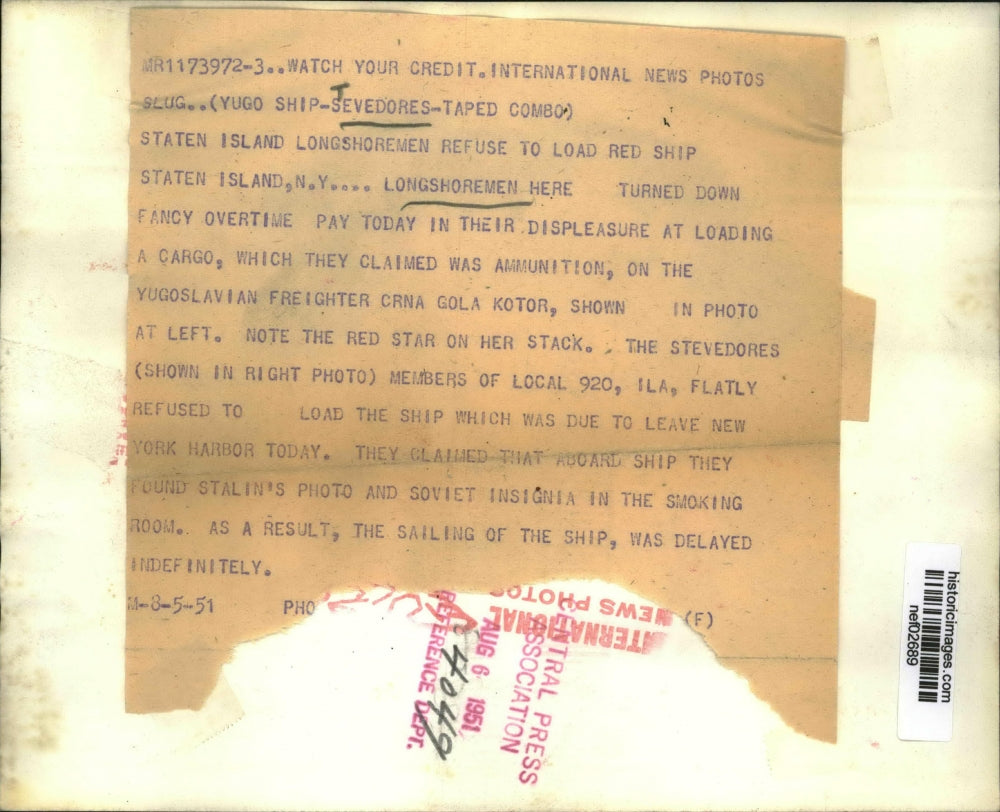 MR1173972-3..WATCH YOUR CREDIT.INTERNATIONAL NEWS PHOTOS
SLUG..(YUGO SHIP-STEVEDORES-TAPED COMBO)
STATEN ISLAND LONGSHOREMEN REFUSE TO LOAD RED SHIP
STATEN ISLAND,N.Y.... LONGSHOREMEN HERE TURNED DOWN
FANCY OVERTIME PAY TODAY IN THEIR DISPLEASURE AT LOADING
A CARGO, WHICH THEY CLAIMED WAS AMMUNITION, ON THE
YUGOSLAVIAN FREIGHTER CRNA GOLA KOTOR, SHOWN IN PHOTO
AT LEFT. NOTE THE RED STAR ON HER STACK. THE STEVEDORES
(SHOWN IN RIGHT PHOTO) MEMBERS OF LOCAL 920, ILA, FLATLY
REFUSED TO LOAD THE SHIP WHICH WAS DUE TO LEAVE NEW
YORK HARBOR TODAY. THEY CLAIMED THAT ABOARD SHIP THEY
FOUND STALIN'S PHOTO AND SOVIET INSIGNIA IN THE SMOKING
ROOM. AS A RESULT, THE SAILING OF THE SHIP, WAS DELAYED
INDEFINITELY.
M-8-5-51 PHO (F)
INTERNATIONAL
NEWS PHOTOS
CENTRAL PRESS
ASSOCIATION
AUG 6 1951
REFERENCE DEPT.
4049
historicimages.com
nef02689